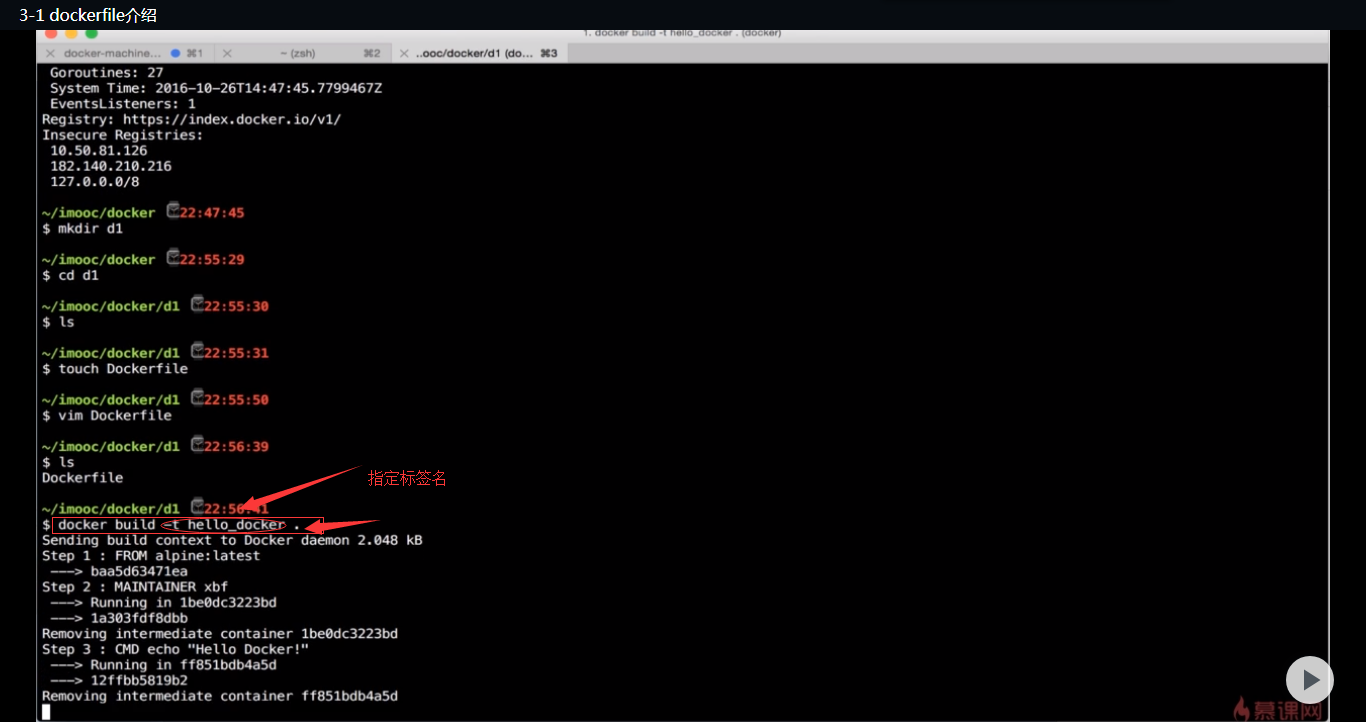 3-1 dockerfile介绍
1. docker build -t hello_docker . (docker)
docker-machine... ⌘1 ~ (zsh) ⌘2 ..ooc/docker/d1 (do... ⌘3
Goroutines: 27
System Time: 2016-10-26T14:47:45.7799467Z
EventsListeners: 1
Registry: https://index.docker.io/v1/
Insecure Registries:
10.50.81.126
182.140.210.216
127.0.0.0/8
~/imooc/docker 22:47:45
$ mkdir d1
~/imooc/docker 22:55:29
$ cd d1
~/imooc/docker/d1 22:55:30
$ ls
~/imooc/docker/d1 22:55:31
$ touch Dockerfile
~/imooc/docker/d1 22:55:50
$ vim Dockerfile
~/imooc/docker/d1 22:56:39
$ ls
Dockerfile
指定标签名
~/imooc/docker/d1 22:56:41
$ docker build -t hello_docker .
Sending build context to Docker daemon 2.048 kB
Step 1 : FROM alpine:latest
---> baa5d63471ea
Step 2 : MAINTAINER xbf
---> Running in 1be0dc3223bd
---> 1a303fdf8dbb
Removing intermediate container 1be0dc3223bd
Step 3 : CMD echo "Hello Docker!"
---> Running in ff851bdb4a5d
---> 12ffbb5819b2
Removing intermediate container ff851bdb4a5d
慕课网